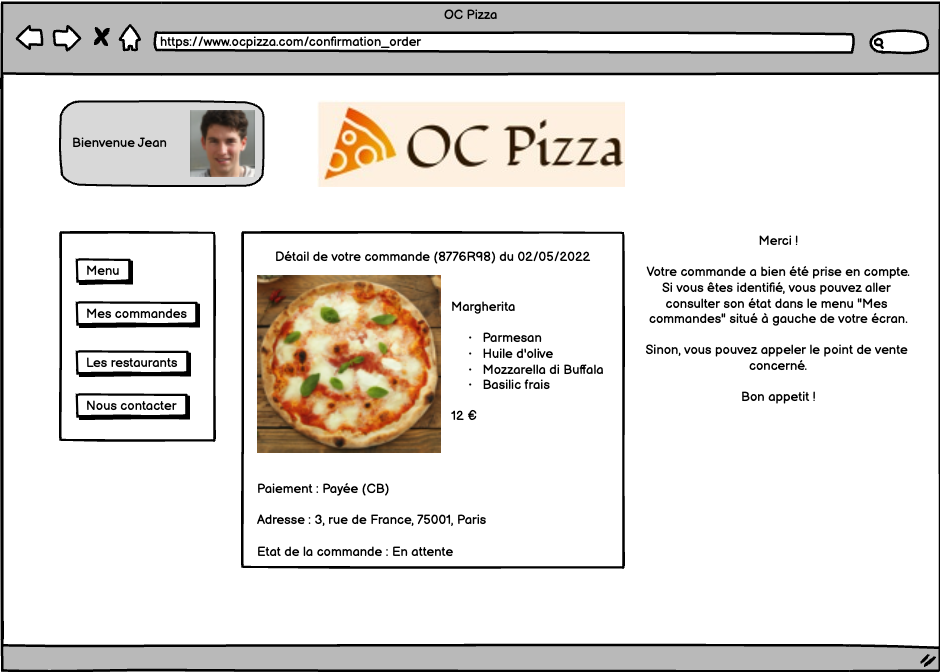 OC Pizza
https://www.ocpizza.com/confirmation_order
Bienvenue Jean
OC Pizza
Menu
Mes commandes
Les restaurants
Nous contacter
Détail de votre commande (8776R98) du 02/05/2022
Margherita
· Parmesan
· Huile d'olive
· Mozzarella di Buffala
· Basilic frais
12 €
Paiement : Payée (CB)
Adresse : 3, rue de France, 75001, Paris
Etat de la commande : En attente
Merci !
Votre commande a bien été prise en compte.
Si vous êtes identifié, vous pouvez aller
consulter son état dans le menu "Mes
commandes" situé à gauche de votre écran.
Sinon, vous pouvez appeler le point de vente
concerné.
Bon appetit !